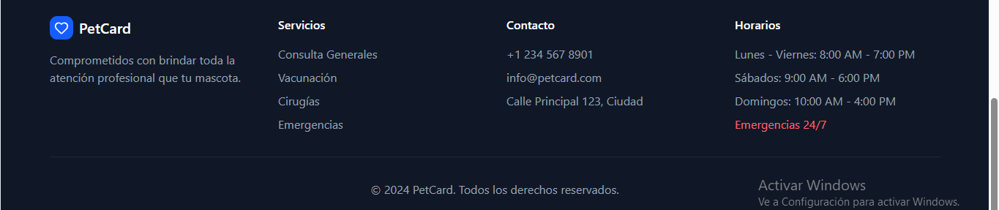 PetCard
Comprometidos con brindar toda la
atención profesional que tu mascota.
Servicios
Consulta Generales
Vacunación
Cirugías
Emergencias
Contacto
+1 234 567 8901
info@petcard.com
Calle Principal 123, Ciudad
Horarios
Lunes - Viernes: 8:00 AM - 7:00 PM
Sábados: 9:00 AM - 6:00 PM
Domingos: 10:00 AM - 4:00 PM
Emergencias 24/7
© 2024 PetCard. Todos los derechos reservados.
Activar Windows
Ve a Configuración para activar Windows.